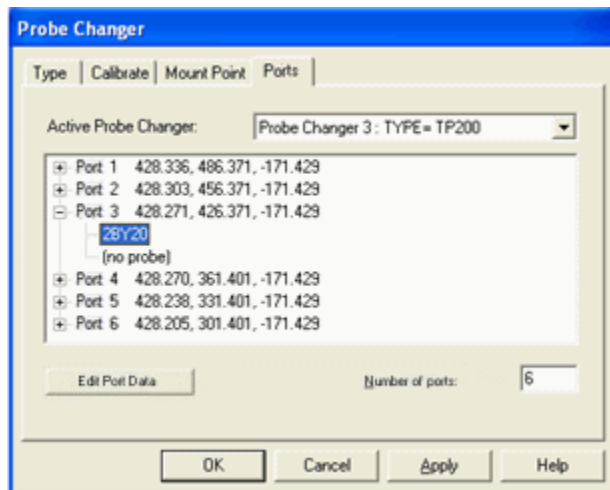 Probe Changer
Type Calibrate Mount Point Ports
Active Probe Changer: Probe Changer 3 : TYPE= TP200
Port 1 428.336, 486.371, -171.429
Port 2 428.303, 456.371, -171.429
Port 3 428.271, 426.371, -171.429
2BY20
(no probe)
Port 4 428.270, 361.401, -171.429
Port 5 428.238, 331.401, -171.429
Port 6 428.205, 301.401, -171.429
Edit Port Data Number of ports: 6
OK Cancel Apply Help